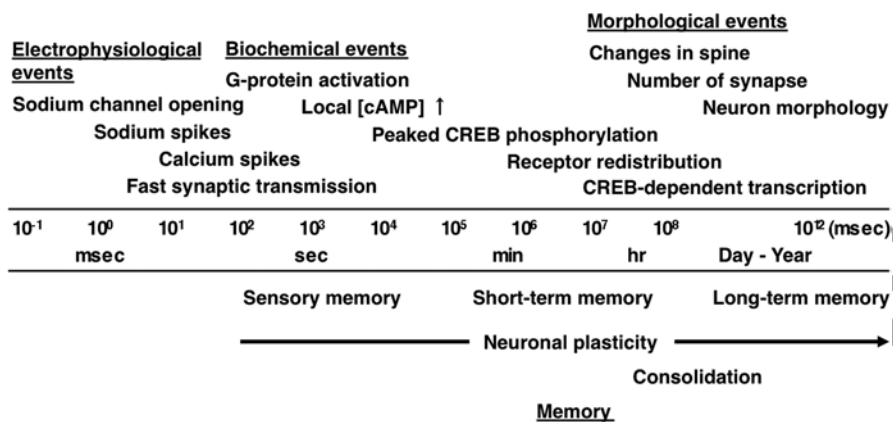 Morphological events
Electrophysiological events
Biochemical events
Changes in spine
G-protein activation
Number of synapse
Sodium channel opening
Local [cAMP] ↑
Neuron morphology
Sodium spikes
Peaked CREB phosphorylation
Calcium spikes
Receptor redistribution
Fast synaptic transmission
CREB-dependent transcription
10⁻¹ 10⁰ 10¹ 10² 10³ 10⁴ 10⁵ 10⁶ 10⁷ 10⁸ 10¹² (msec)
msec sec min hr Day - Year
Sensory memory Short-term memory Long-term memory
Neuronal plasticity
Consolidation
Memory